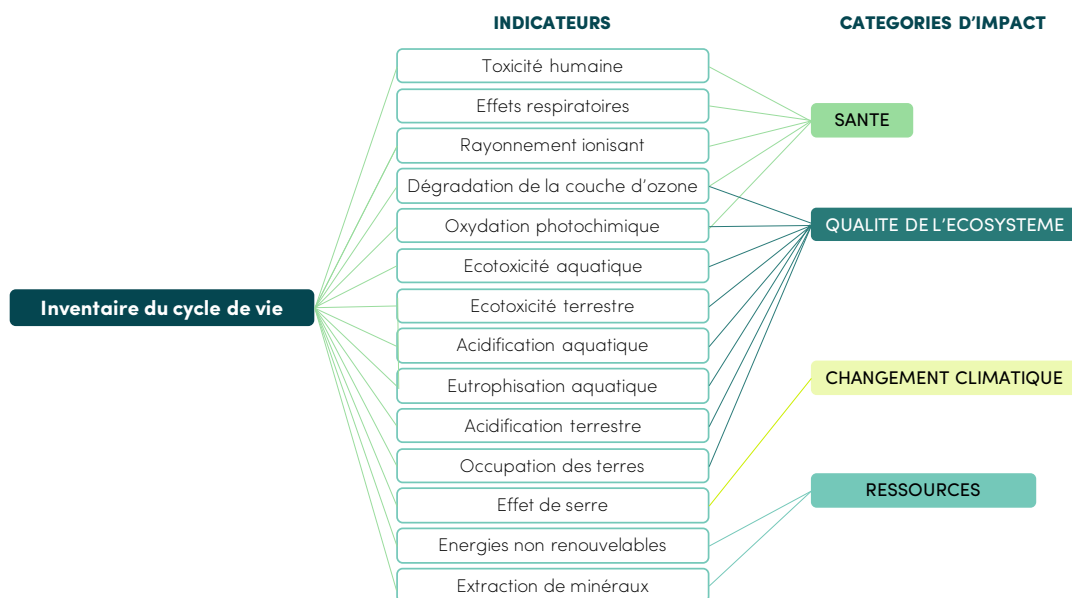 INDICATEURS
CATEGORIES D'IMPACT
Toxicité humaine
Effets respiratoires
SANTE
Rayonnement ionisant
Dégradation de la couche d'ozone
Oxydation photochimique
QUALITE DE L'ECOSYSTEME
Ecotoxicité aquatique
Inventaire du cycle de vie
Ecotoxicité terrestre
Acidification aquatique
CHANGEMENT CLIMATIQUE
Eutrophisation aquatique
Acidification terrestre
Occupation des terres
RESSOURCES
Effet de serre
Energies non renouvelables
Extraction de minéraux